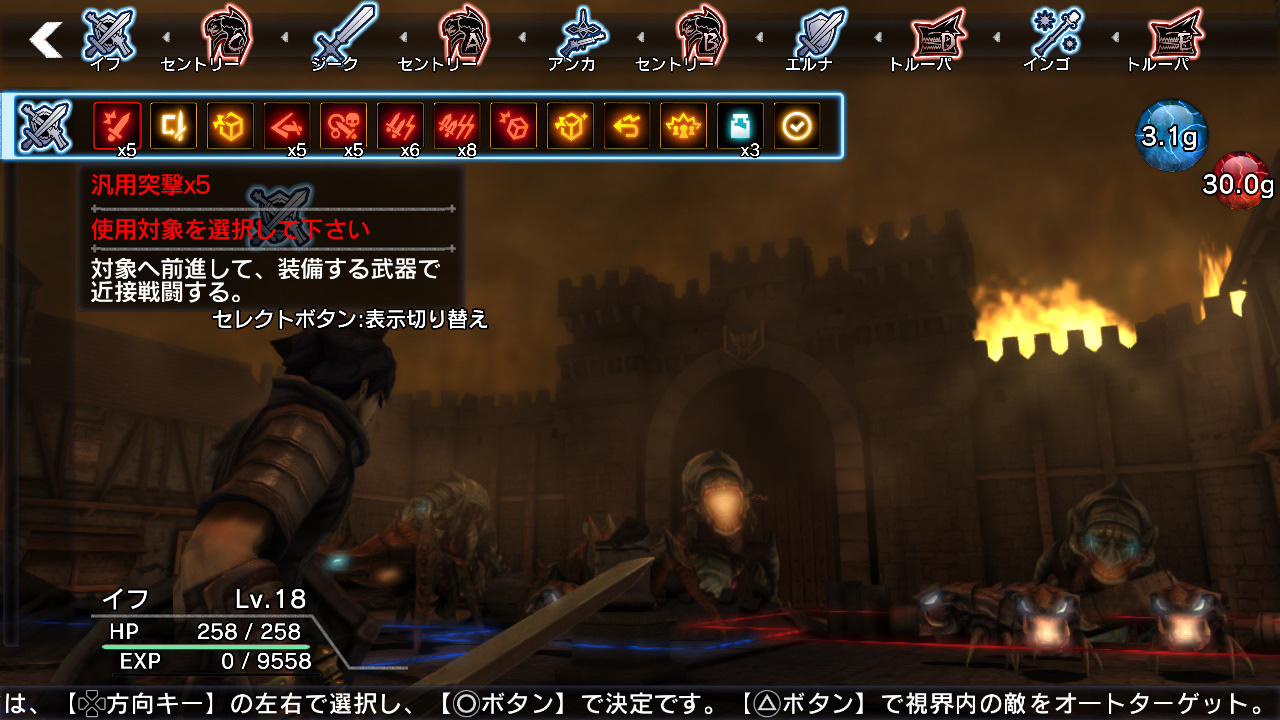 イフ セントリー ジーク セントリー アンカ セントリー エルナ トルーパ インゴ トルーパ
C A B D E
x5 x5 x5 x6 x8 x3
3.1g
30.0g
汎用突撃x5
使用対象を選択して下さい
対象へ前進して、装備する武器で
近接戦闘する。
セレクトボタン:表示切り替え
イフ Lv.18
HP 258 / 258
EXP 0 / 9558
は、【方向キー】の左右で選択し、【◎ボタン】で決定です。【△ボタン】で視界内の敵をオートターゲット。